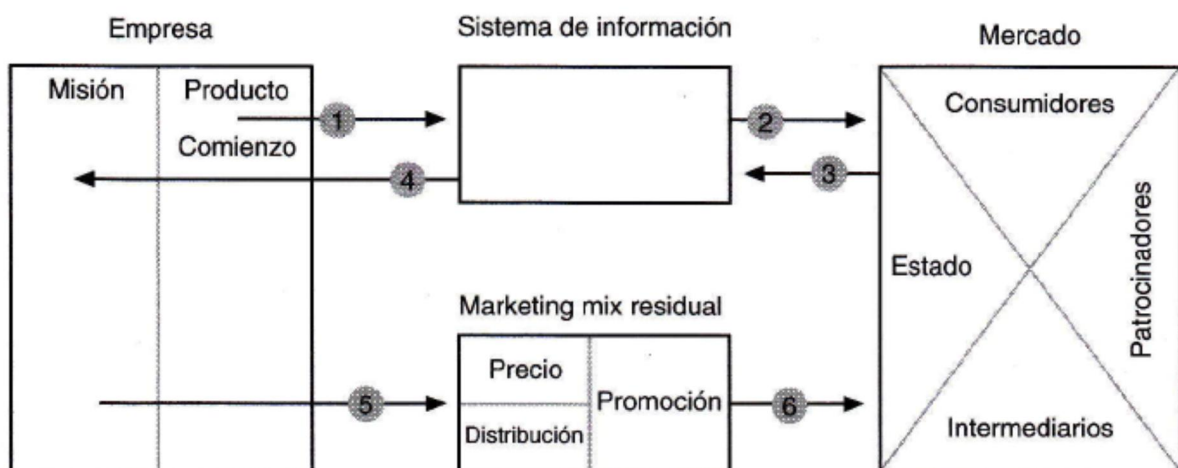 Empresa
Sistema de información
Mercado
Misión
Producto
Consumidores
1
2
Comienzo
4
3
Estado
Patrocinadores
Marketing mix residual
Precio
Promoción
5
6
Distribución
Intermediarios